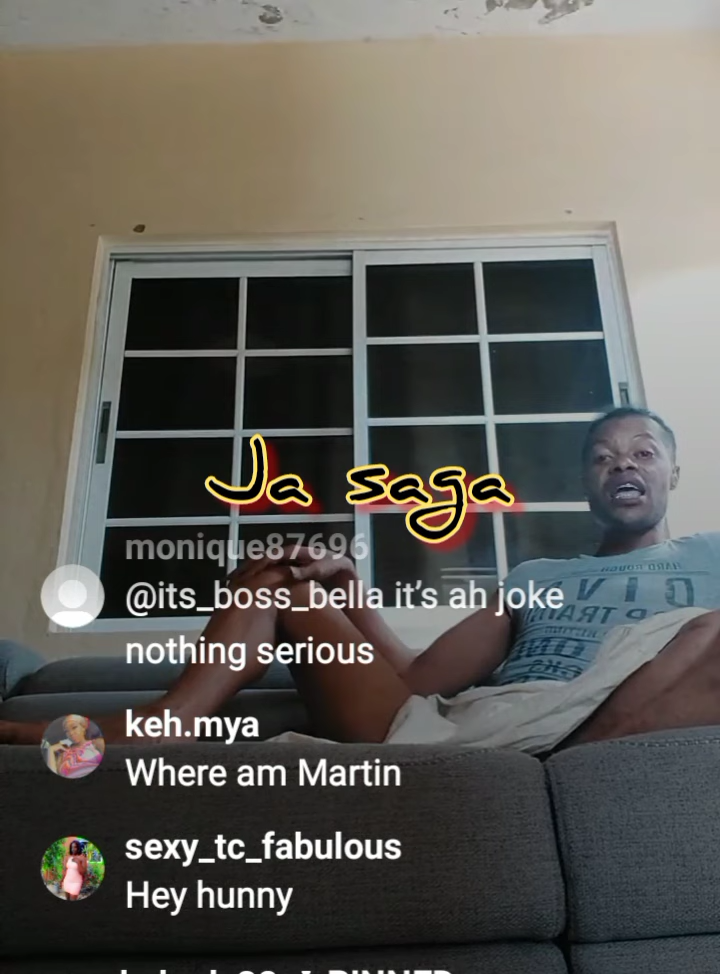 Ja saga
monique87696
@its_boss_bella it’s ah joke
nothing serious
keh.mya
Where am Martin
sexy_tc_fabulous
Hey hunny